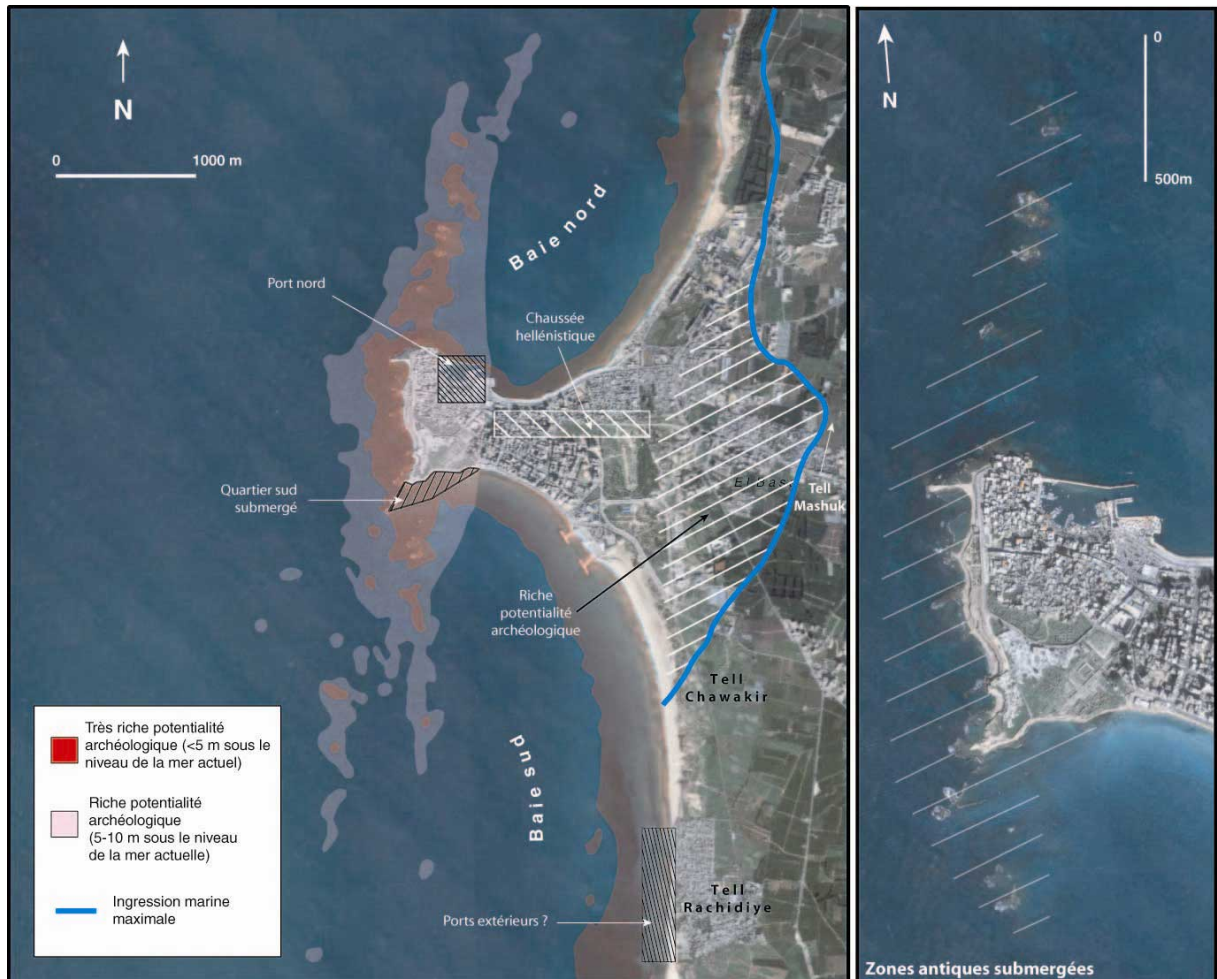 N
0
1000 m
Baie nord
Port nord
Chaussée
hellénistique
El bas
Tell
Mashuk
Quartier sud
submergé
Riche
potentialité
archéologique
Tell
Chawakir
Baie sud
Tell
Rachidiye
Ports extérieurs ?
Très riche potentialité
archéologique (<5 m sous le
niveau de la mer actuel)
Riche potentialité
archéologique
(5-10 m sous le niveau
de la mer actuelle)
Ingression marine
maximale
N
0
500m
Zones antiques submergées